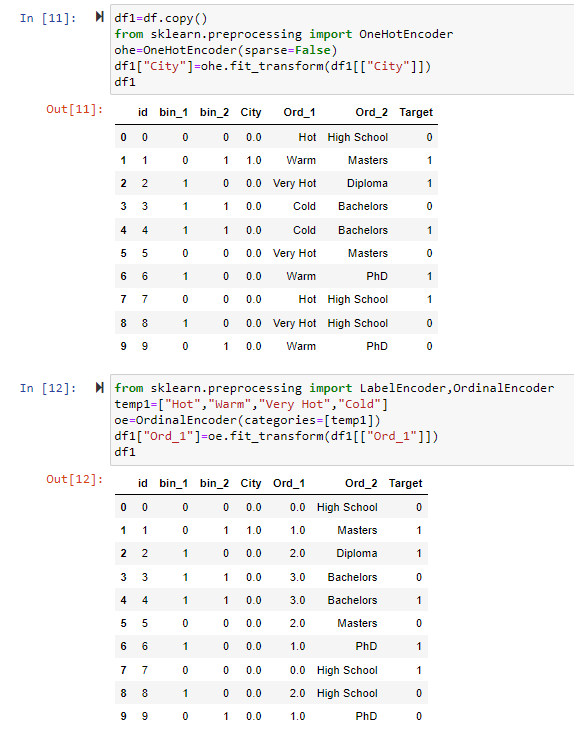 In [11]:
df1=df.copy()
from sklearn.preprocessing import OneHotEncoder
ohe=OneHotEncoder(sparse=False)
df1["City"]=ohe.fit_transform(df1[["City"]])
df1
Out[11]:
id bin_1 bin_2 City Ord_1 Ord_2 Target
0 0 0 0 0.0 Hot High School 0
1 1 0 1 1.0 Warm Masters 1
2 2 1 0 0.0 Very Hot Diploma 1
3 3 1 1 0.0 Cold Bachelors 0
4 4 1 1 0.0 Cold Bachelors 1
5 5 0 0 0.0 Very Hot Masters 0
6 6 1 0 0.0 Warm PhD 1
7 7 0 0 0.0 Hot High School 1
8 8 1 0 0.0 Very Hot High School 0
9 9 0 1 0.0 Warm PhD 0
In [12]:
from sklearn.preprocessing import LabelEncoder,OrdinalEncoder
temp1=["Hot","Warm","Very Hot","Cold"]
oe=OrdinalEncoder(categories=[temp1])
df1["Ord_1"]=oe.fit_transform(df1[["Ord_1"]])
df1
Out[12]:
id bin_1 bin_2 City Ord_1 Ord_2 Target
0 0 0 0 0.0 0.0 High School 0
1 1 0 1 1.0 1.0 Masters 1
2 2 1 0 0.0 2.0 Diploma 1
3 3 1 1 0.0 3.0 Bachelors 0
4 4 1 1 0.0 3.0 Bachelors 1
5 5 0 0 0.0 2.0 Masters 0
6 6 1 0 0.0 1.0 PhD 1
7 7 0 0 0.0 0.0 High School 1
8 8 1 0 0.0 2.0 High School 0
9 9 0 1 0.0 1.0 PhD 0